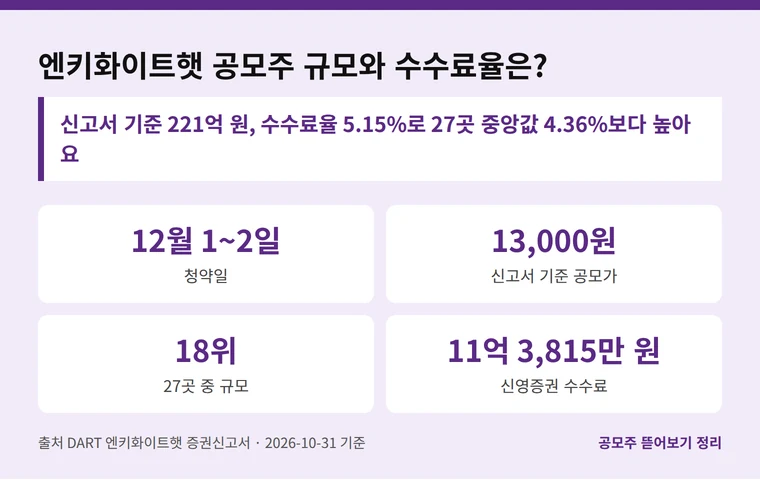 엔키화이트햇 공모주 규모와 수수료율은?
신고서 기준 221억 원, 수수료율 5.15%로 27곳 중앙값 4.36%보다 높아
요
12월 1~2일
청약일
13,000원
신고서 기준 공모가
18위
27곳 중 규모
11억 3,815만 원
신영증권 수수료
출처 DART 엔키화이트햇 증권신고서 · 2026-10-31 기준
공모주 뜯어보기 정리